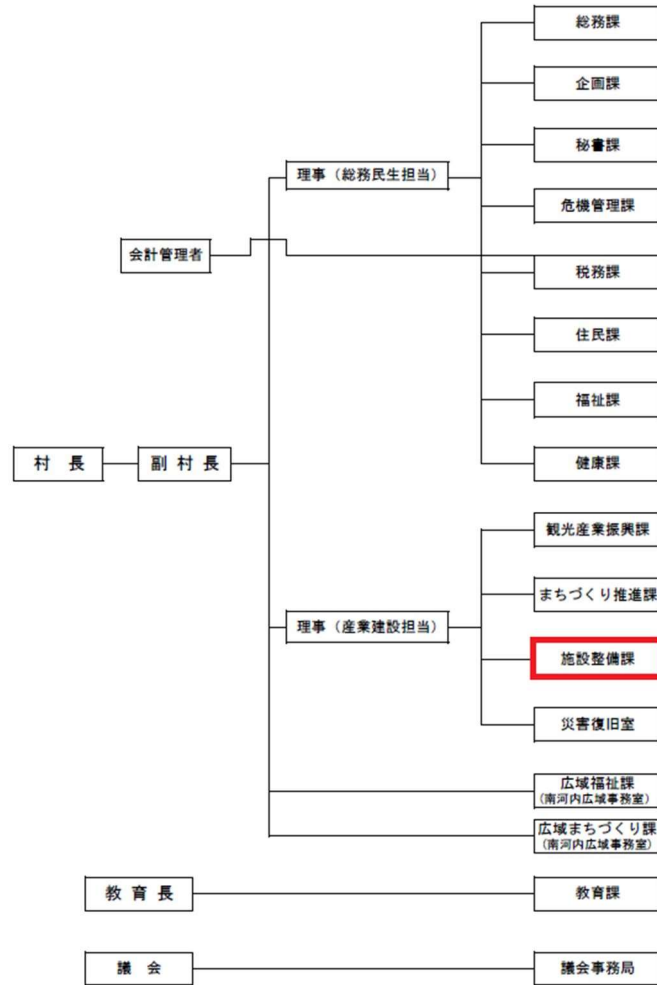 総務課
企画課
秘書課
理事（総務民生担当）
危機管理課
会計管理者
税務課
住民課
福祉課
村 長
副 村 長
健康課
観光産業振興課
まちづくり推進課
理事（産業建設担当）
施設整備課
災害復旧室
広域福祉課
（南河内広域事務室）
広域まちづくり課
（南河内広域事務室）
教 育 長
教育課
議 会
議会事務局